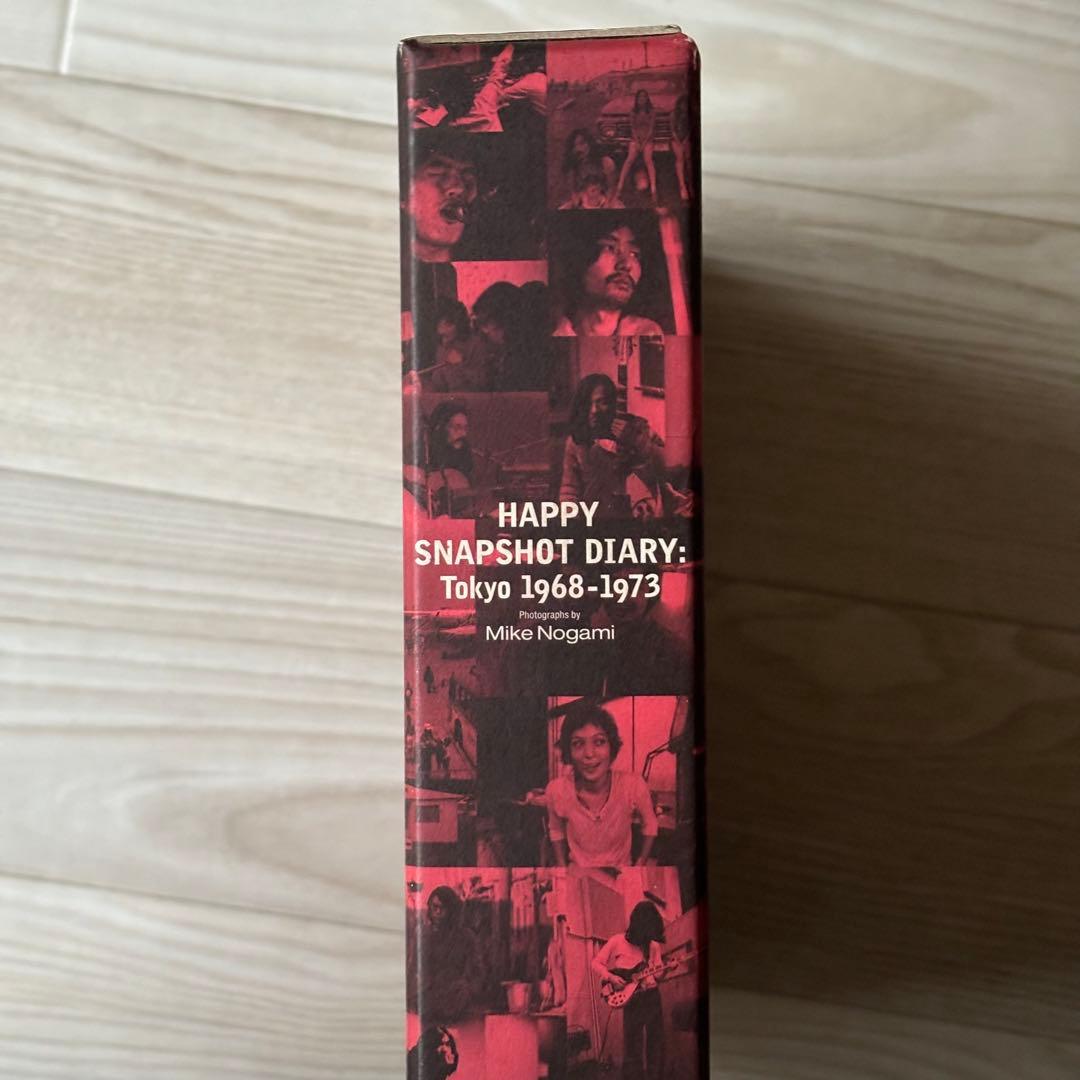 HAPPY
SNAPSHOT DIARY:
Tokyo 1968-1973
Photographs by
Mike Nogami